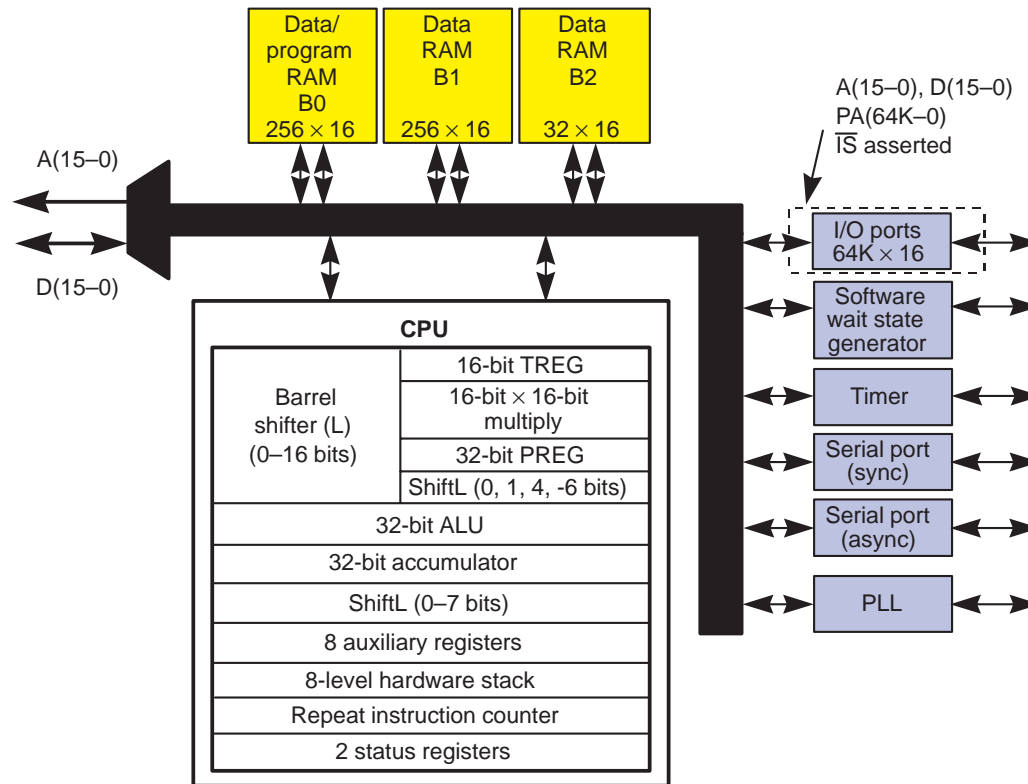 Data/
program
RAM
B0
256 × 16
Data
RAM
B1
256 × 16
Data
RAM
B2
32 × 16
A(15–0), D(15–0)
PA(64K–0)
I̅S̅ asserted
A(15–0)
D(15–0)
I/O ports
64K × 16
Software
wait state
generator
Timer
Serial port
(sync)
Serial port
(async)
PLL
CPU
Barrel
shifter (L)
(0–16 bits)
16-bit TREG
16-bit × 16-bit
multiply
32-bit PREG
ShiftL (0, 1, 4, -6 bits)
32-bit ALU
32-bit accumulator
ShiftL (0–7 bits)
8 auxiliary registers
8-level hardware stack
Repeat instruction counter
2 status registers